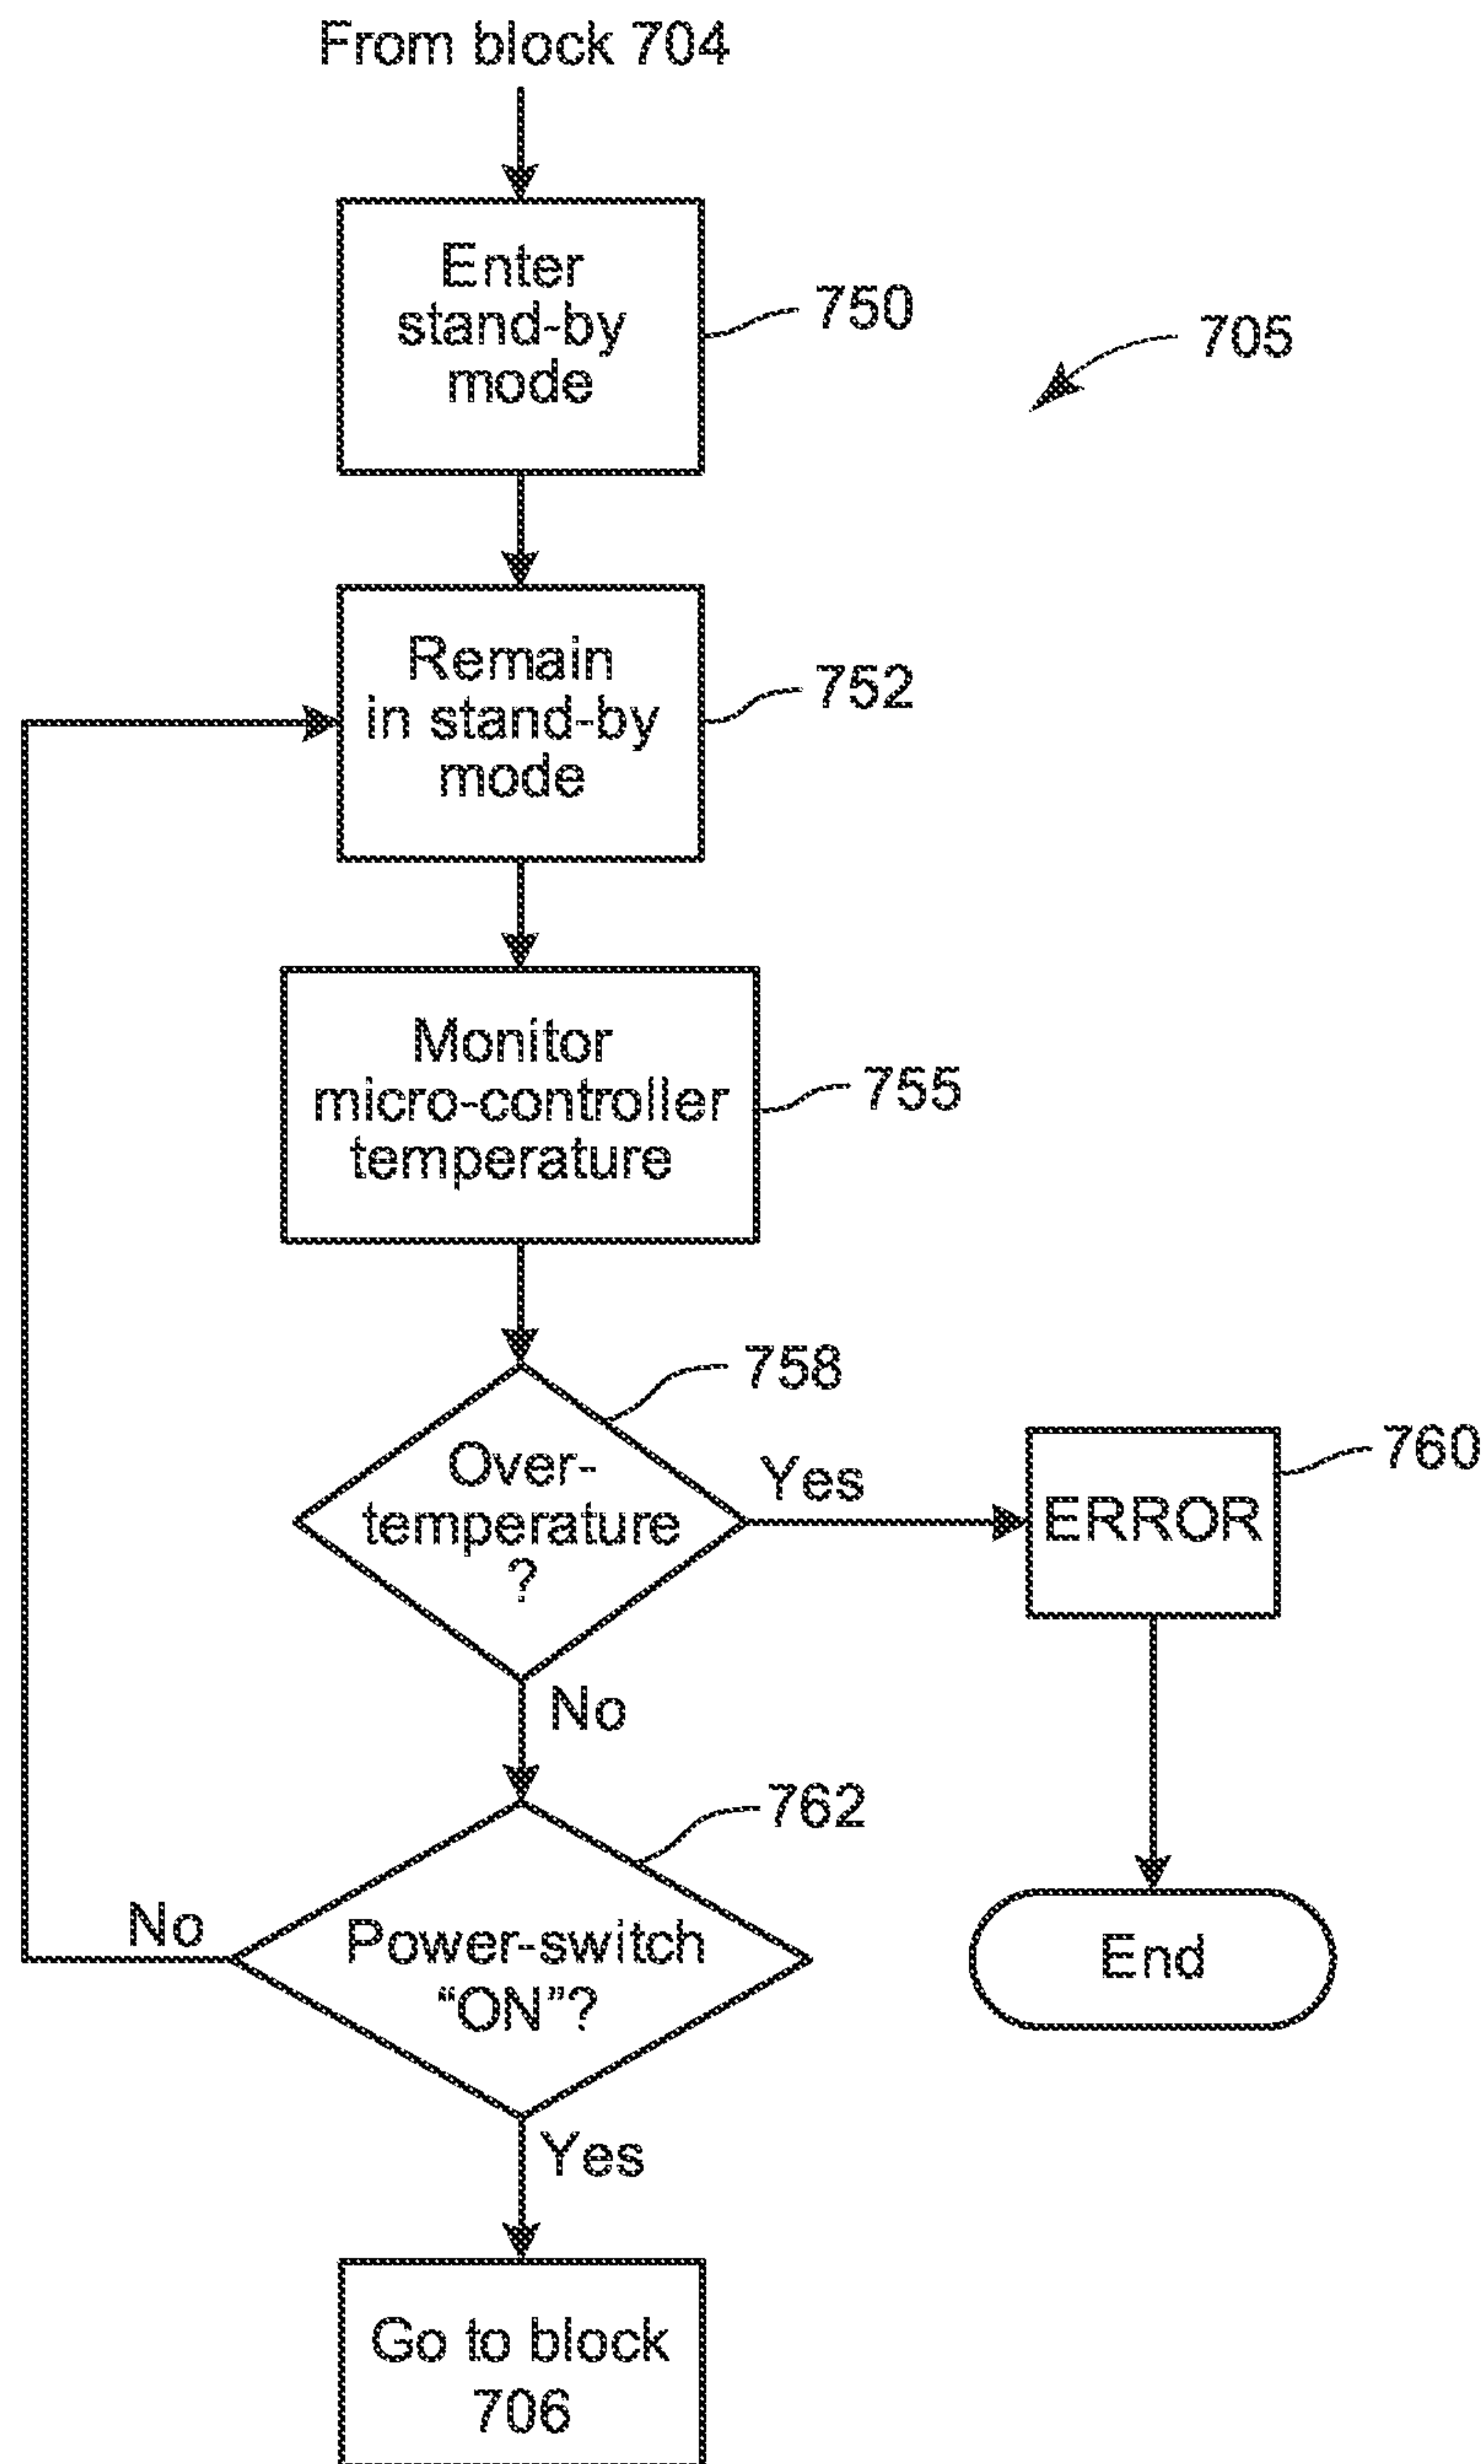 From block 704
Enter
stand-by
mode
750
705
Remain
in stand-by
mode
752
Monitor
micro-controller
temperature
755
758
Over-
temperature
?
Yes
760
ERROR
No
762
No
Power-switch
“ON”?
End
Yes
Go to block
706